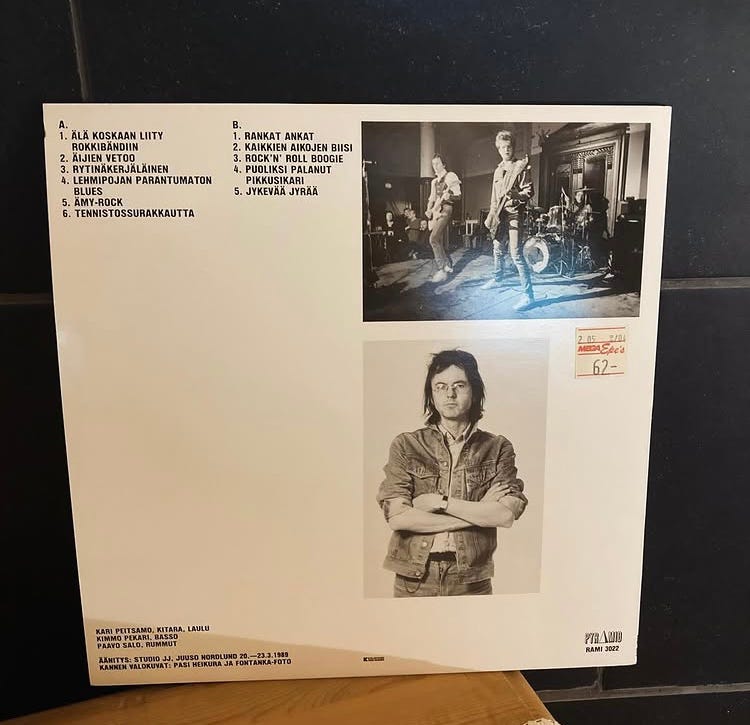 A.
1. ÄLÄ KOSKAAN LIITY
ROKKIBÄNDIIN
2. ÄIJIEN VETOO
3. RYTINÄKERJÄLÄINEN
4. LEHMIPOJAN PARANTUMATON
BLUES
5. ÄMY-ROCK
6. TENNISTOSSURAKKAUTTA
B.
1. RANKAT ANKAT
2. KAIKKIEN AIKOJEN BIISI
3. ROCK'N' ROLL BOOGIE
4. PUOLIKSI PALANUT
PIKKUSIKARI
5. JYKEVÄÄ JYRÄÄ
MEGA Epe's
62-
KARI PEITSAMO, KITARA, LAULU
KIMMO PEKARI, BASSO
PAAVO SALO, RUMMUT
ÄÄNITYS: STUDIO JJ, JUUSO NORDLUND 20.—23.3.1989
KANNEN VALOKUVAT: PASI HEIKURA JA FONTANKA-FOTO
PYRAMID
RAMI 3022